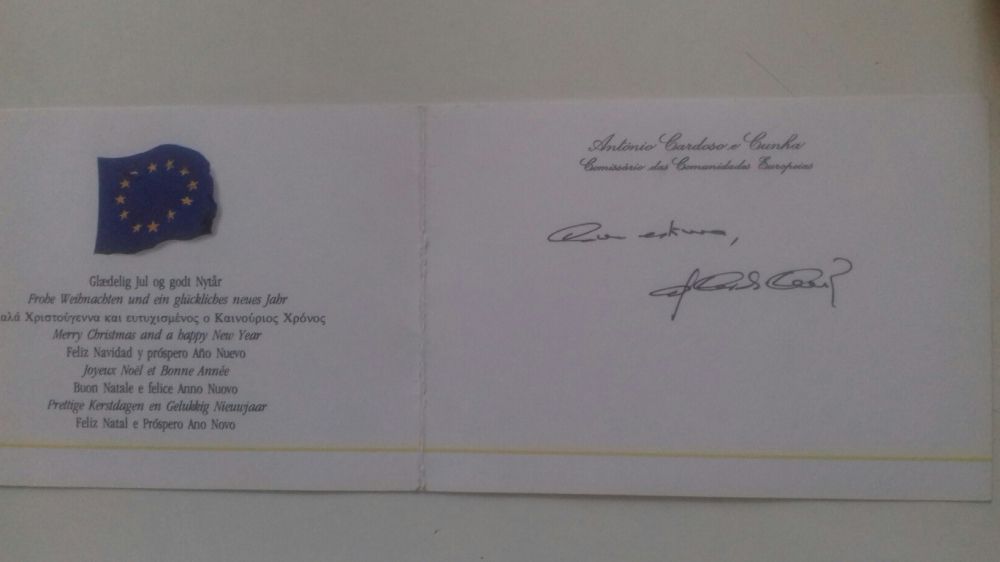 Glædelig Jul og godt Nytår
Frohe Weihnachten und ein glückliches neues Jahr
αλά Χριστούγεννα και ευτυχισμένος ο Καινούριος Χρόνος
Merry Christmas and a happy New Year
Feliz Navidad y próspero Año Nuevo
Joyeux Noël et Bonne Année
Buon Natale e felice Anno Nuovo
Prettige Kerstdagen en Gelukkig Nieuwjaar
Feliz Natal e Próspero Ano Novo
António Cardoso e Cunha
Comissário das Comunidades Europeias
Com estima,